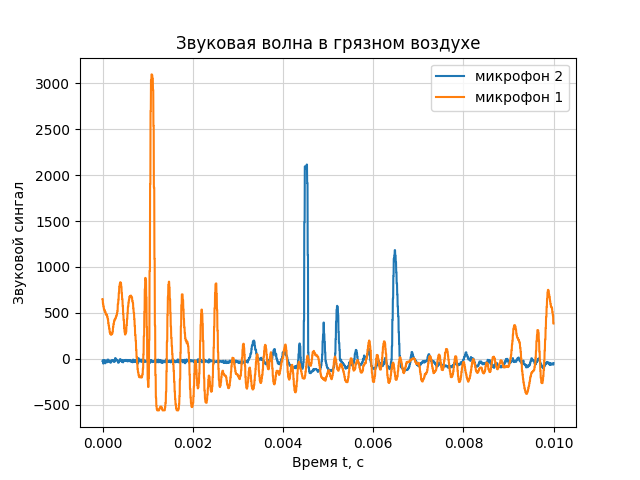 Звуковая волна в грязном воздухе
микрофон 2
микрофон 1
Звуковой сингал
3000
2500
2000
1500
1000
500
0
−500
0.000
0.002
0.004
0.006
0.008
0.010
Время t, с